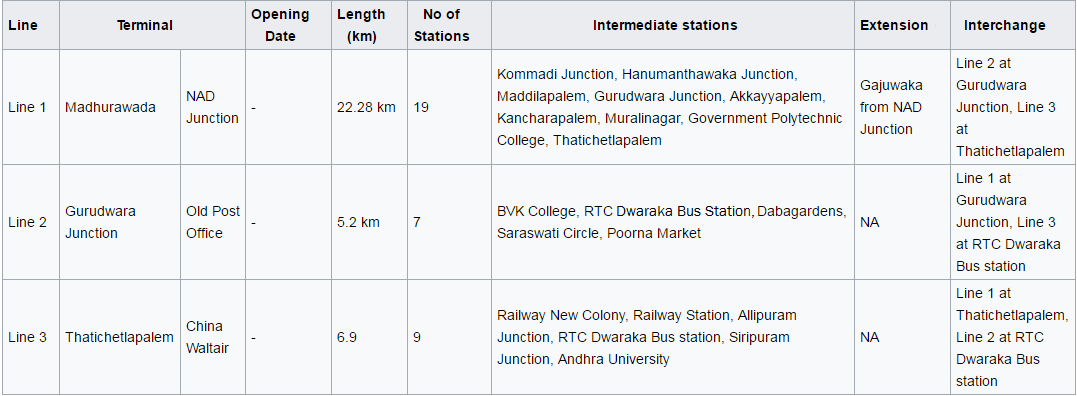 Line Terminal Opening Date Length (km) No of Stations Intermediate stations Extension Interchange
Line 1
Madhurawada
NAD
Junction
-
22.28 km
19
Kommadi Junction, Hanumanthawaka Junction,
Maddilapalem, Gurudwara Junction, Akkayyapalem,
Kancharapalem, Muralinagar, Government Polytechnic
College, Thatichetlapalem
Gajuwaka
from NAD
Junction
Line 2 at
Gurudwara
Junction, Line 3
at
Thatichetlapalem
Line 2
Gurudwara
Junction
Old Post
Office
-
5.2 km
7
BVK College, RTC Dwaraka Bus Station, Dabagardens,
Saraswati Circle, Poorna Market
NA
Line 1 at
Gurudwara
Junction, Line 3
at RTC Dwaraka
Bus station
Line 3
Thatichetlapalem
China
Waltair
-
6.9
9
Railway New Colony, Railway Station, Allipuram
Junction, RTC Dwaraka Bus station, Siripuram
Junction, Andhra University
NA
Line 1 at
Thatichetlapalem,
Line 2 at RTC
Dwaraka Bus
station